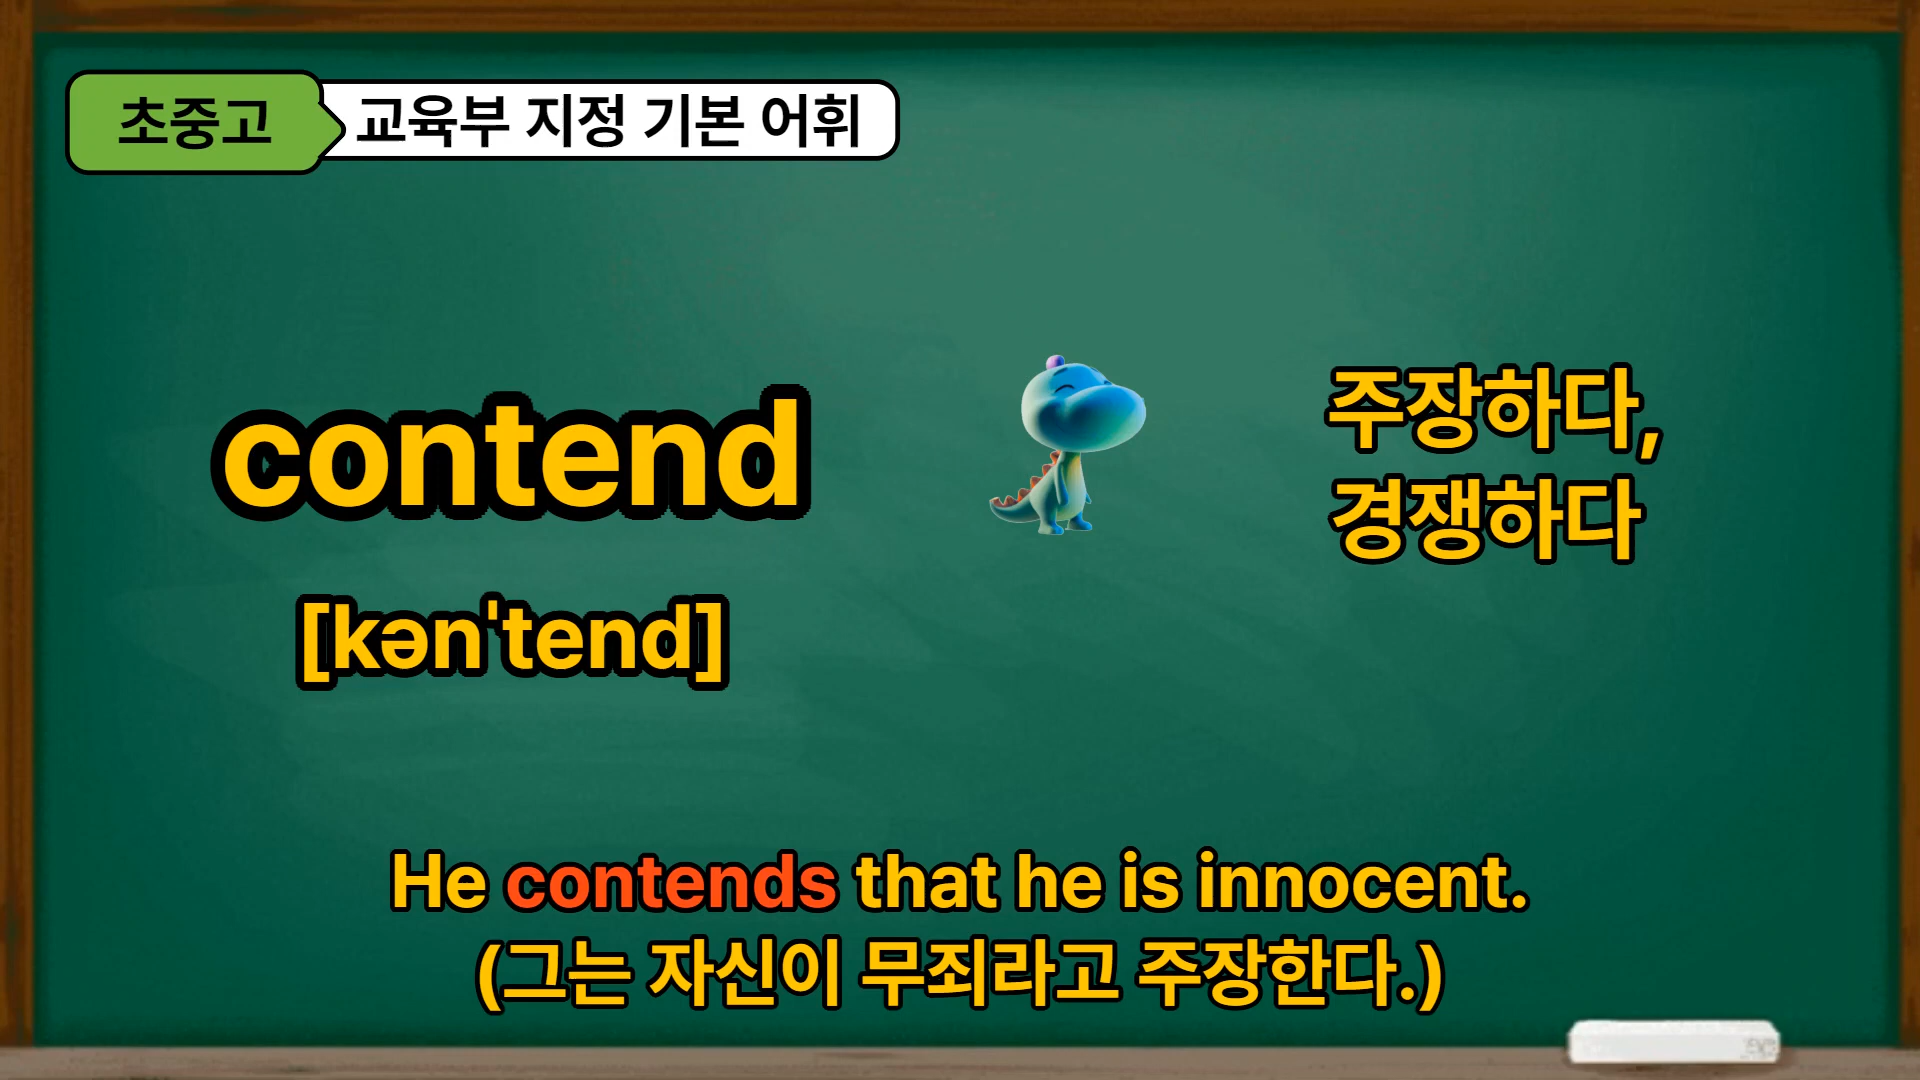 초중고 교육부 지정 기본 어휘
contend
[kənˈtend]
주장하다,
경쟁하다
He contends that he is innocent.
(그는 자신이 무죄라고 주장한다.)